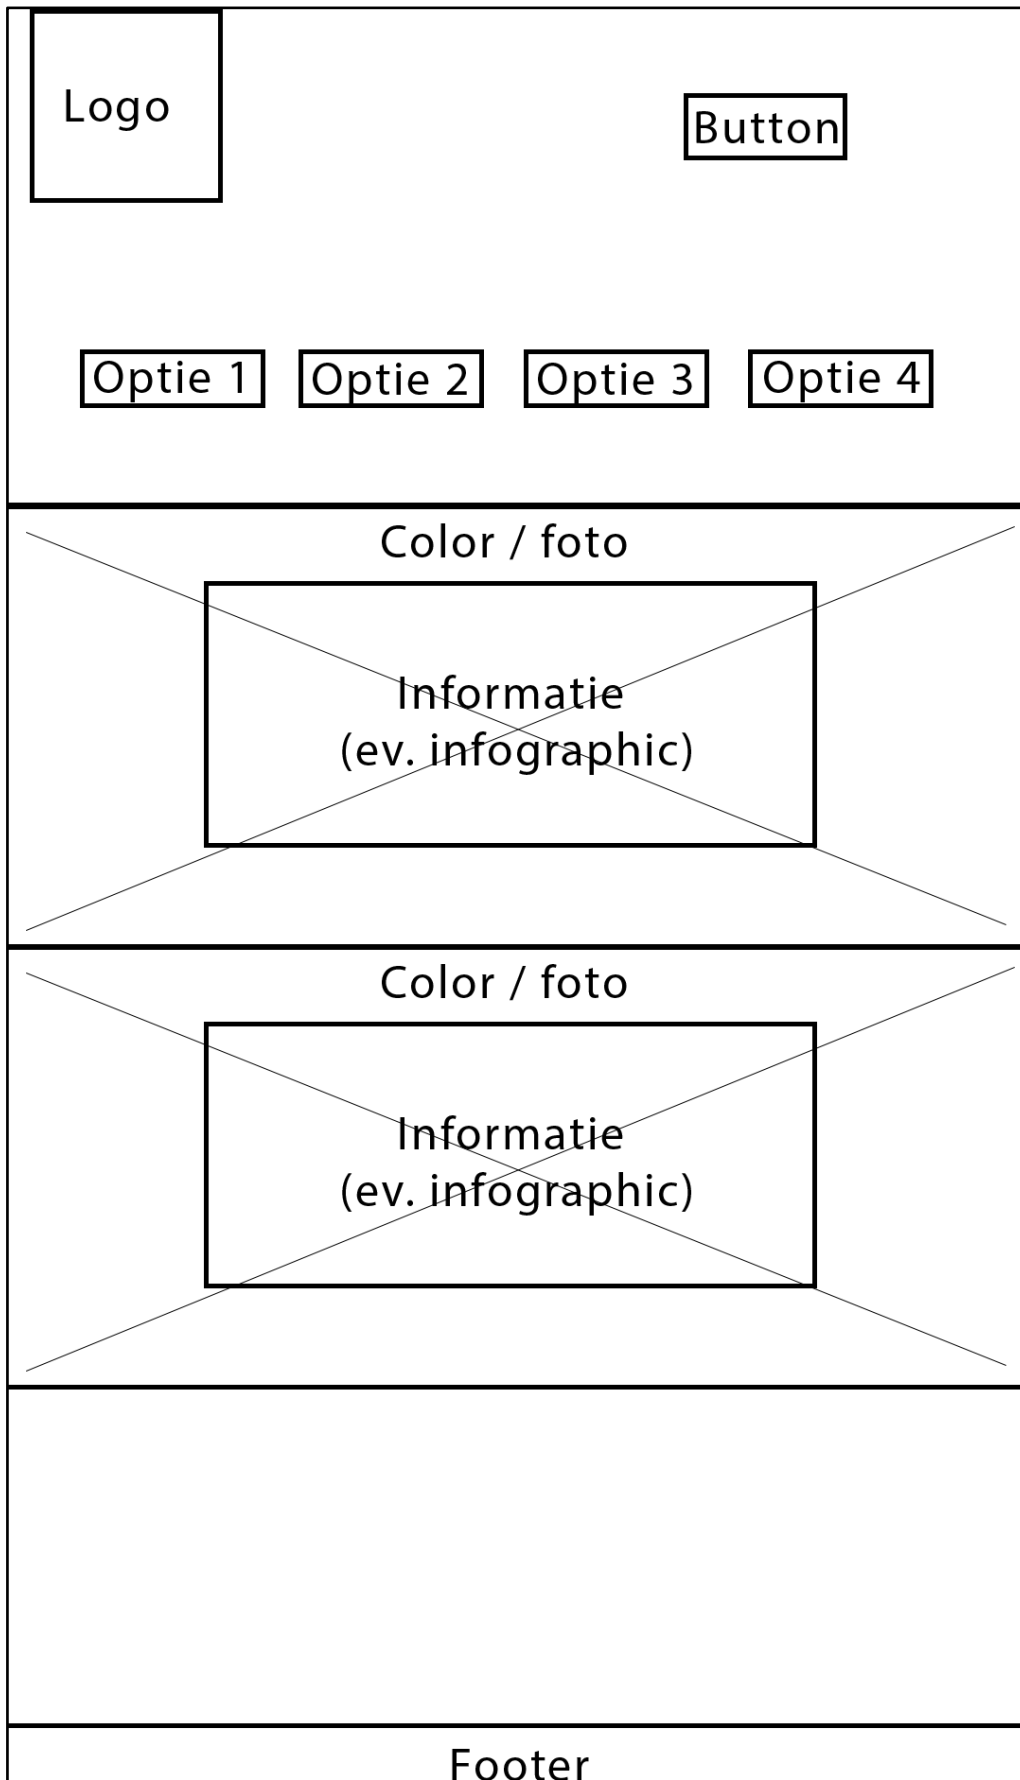 Logo
Button
Optie 1
Optie 2
Optie 3
Optie 4
Color / foto
Informatie
(ev. infographic)
Color / foto
Informatie
(ev. infographic)
Footer